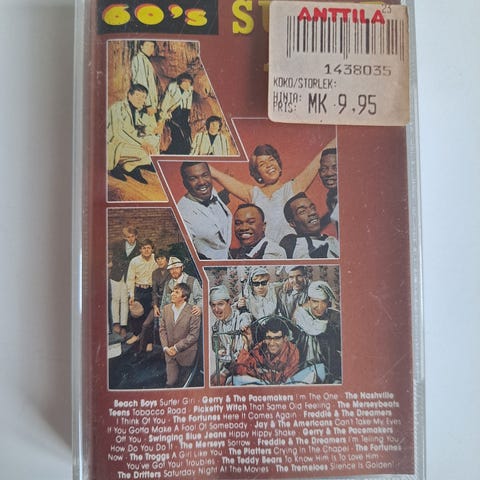 60's
ANTTILA
23
1438035
KOKO/STORLEK:
HINTA:
PRIS: MK 9,95
Beach Boys Surfer Girl · Gerry & The Pacemakers I'm The One · The Nashville
Teens Tobacco Road · Picketty Witch That Same Old Feeling · The Merseybeats
I Think Of You · The Fortunes Here It Comes Again · Freddie & The Dreamers
If You Gotta Make A Fool Of Somebody · Jay & The Americans Can't Take My Eyes
Off You · Swinging Blue Jeans Hippy Hippy Shake · Gerry & The Pacemakers
How Do You Do It · The Merseys Sorrow · Freddie & The Dreamers I'm Telling You
Now · The Troggs A Girl Like You · The Platters Crying In The Chapel · The Fortunes
You've Got Your Troubles · The Teddy Bears To Know Him Is To Love Him
The Drifters Saturday Night At The Movies · The Tremeloes Silence Is Golden